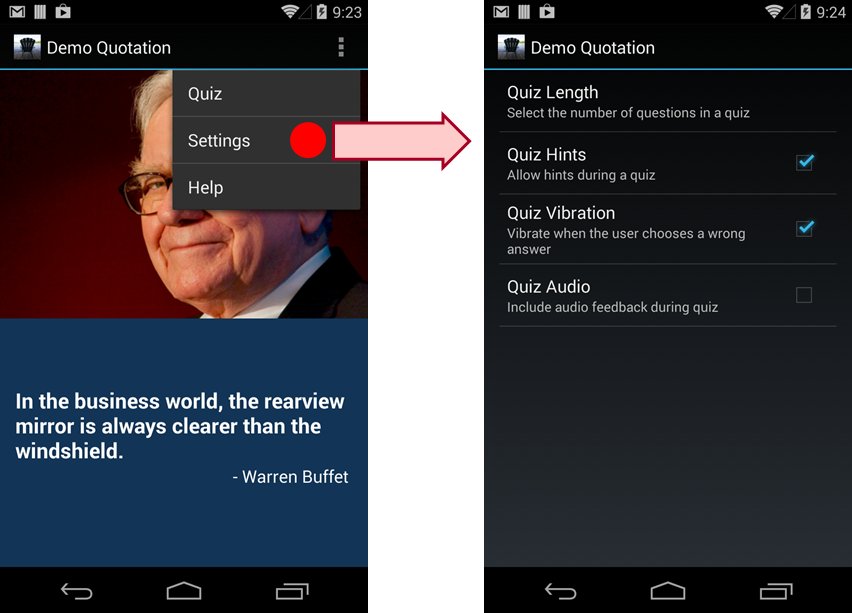 9:23
Demo Quotation
Quiz
Settings
Help
In the business world, the rearview
mirror is always clearer than the
windshield.
- Warren Buffet
9:24
Demo Quotation
Quiz Length
Select the number of questions in a quiz
Quiz Hints
Allow hints during a quiz
Quiz Vibration
Vibrate when the user chooses a wrong
answer
Quiz Audio
Include audio feedback during quiz